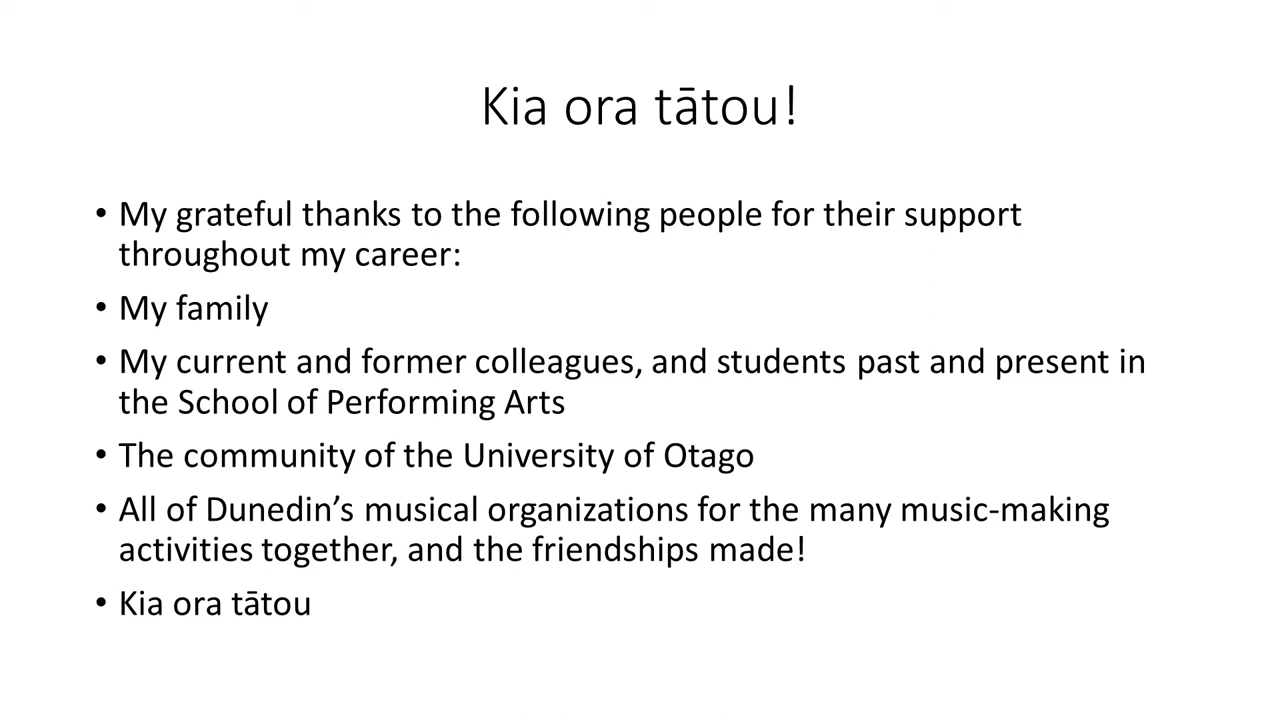 Kia ora tātou!
• My grateful thanks to the following people for their support
throughout my career:
• My family
• My current and former colleagues, and students past and present in
the School of Performing Arts
• The community of the University of Otago
• All of Dunedin’s musical organizations for the many music-making
activities together, and the friendships made!
• Kia ora tātou